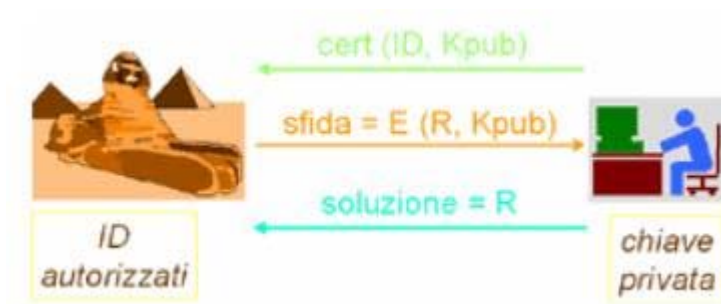 cert (ID, Kpub)
sfida = E (R, Kpub)
soluzione = R
ID
autorizzati
chiave
privata